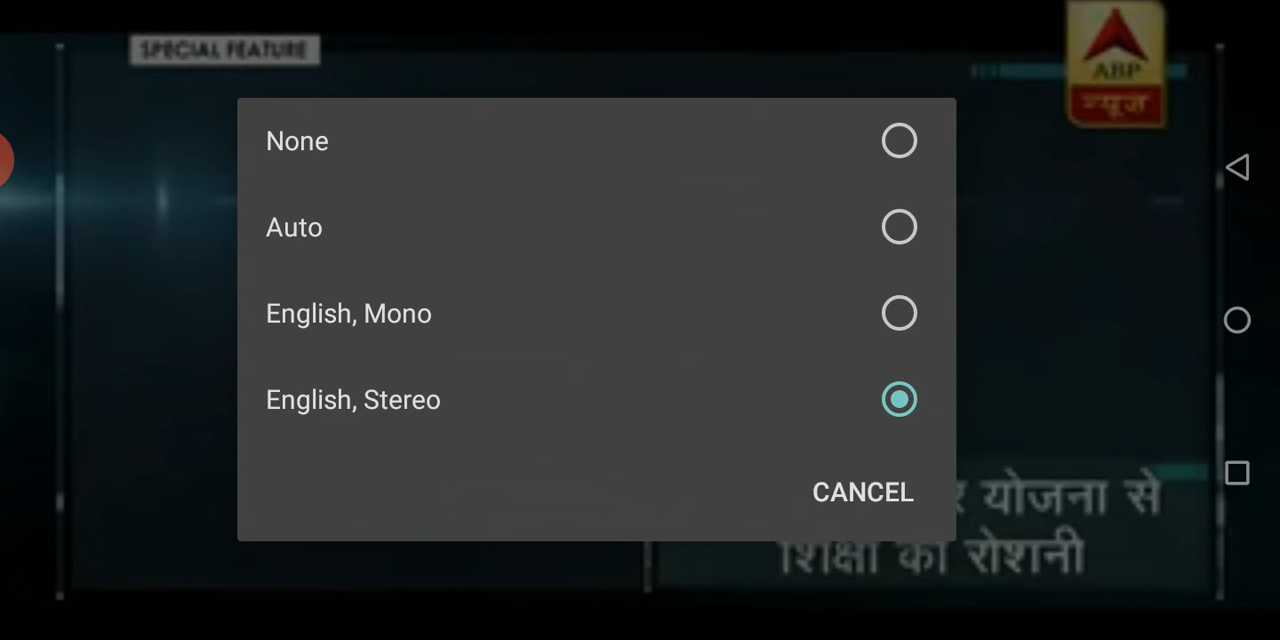 SPECIAL FEATURE
ABP
न्यूज़
None
Auto
English, Mono
English, Stereo
CANCEL
योजना से
शिक्षा की रोशनी